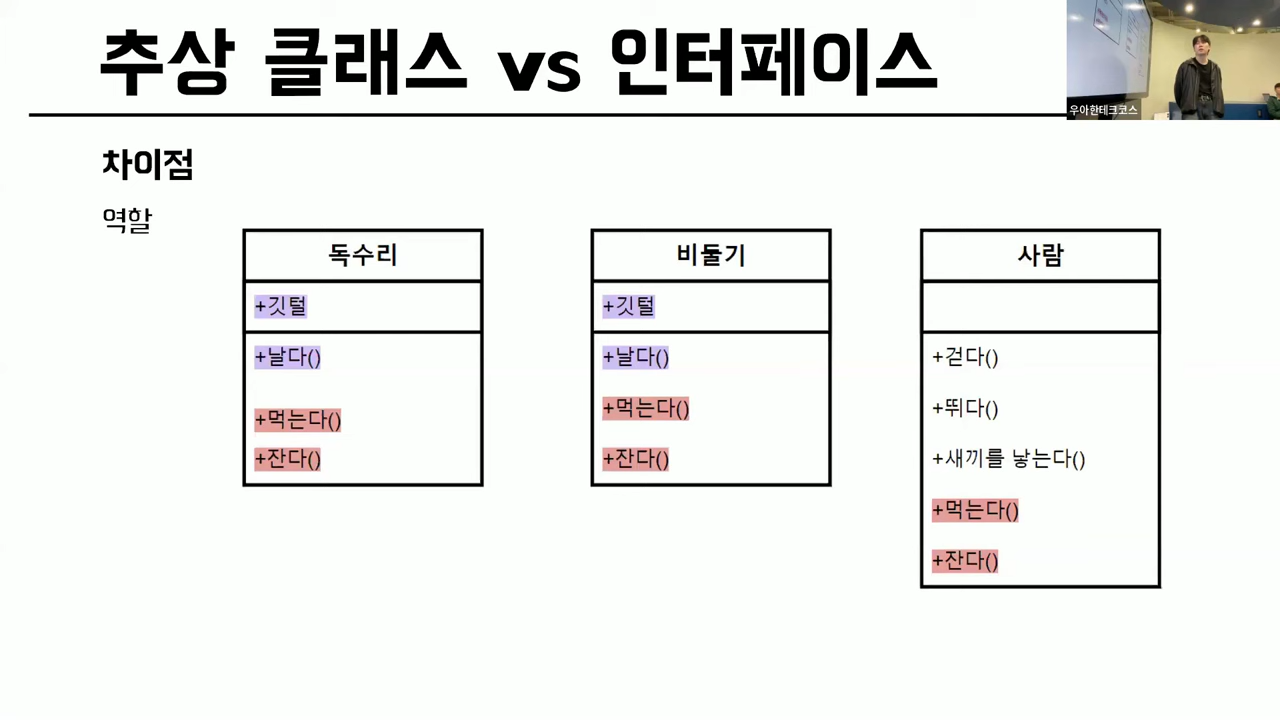 추상 클래스 vs 인터페이스
우아한테크코스
차이점
역할
독수리
+깃털
+날다()
+먹는다()
+잔다()
비둘기
+깃털
+날다()
+먹는다()
+잔다()
사람
+걷다()
+뛰다()
+새끼를 낳는다()
+먹는다()
+잔다()